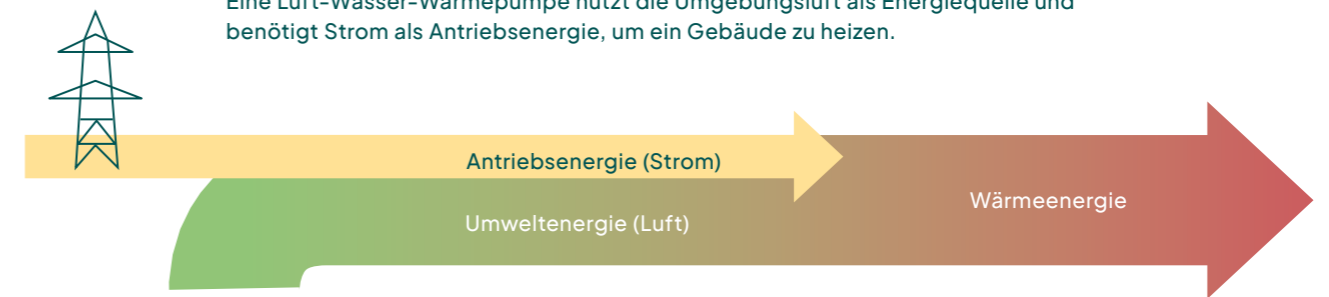 Eine Luft-Wasser-Wärmepumpe nutzt die Umgebungsluft als Energiequelle und
benötigt Strom als Antriebsenergie, um ein Gebäude zu heizen.
Antriebsenergie (Strom)
Wärmeenergie
Umweltenergie (Luft)